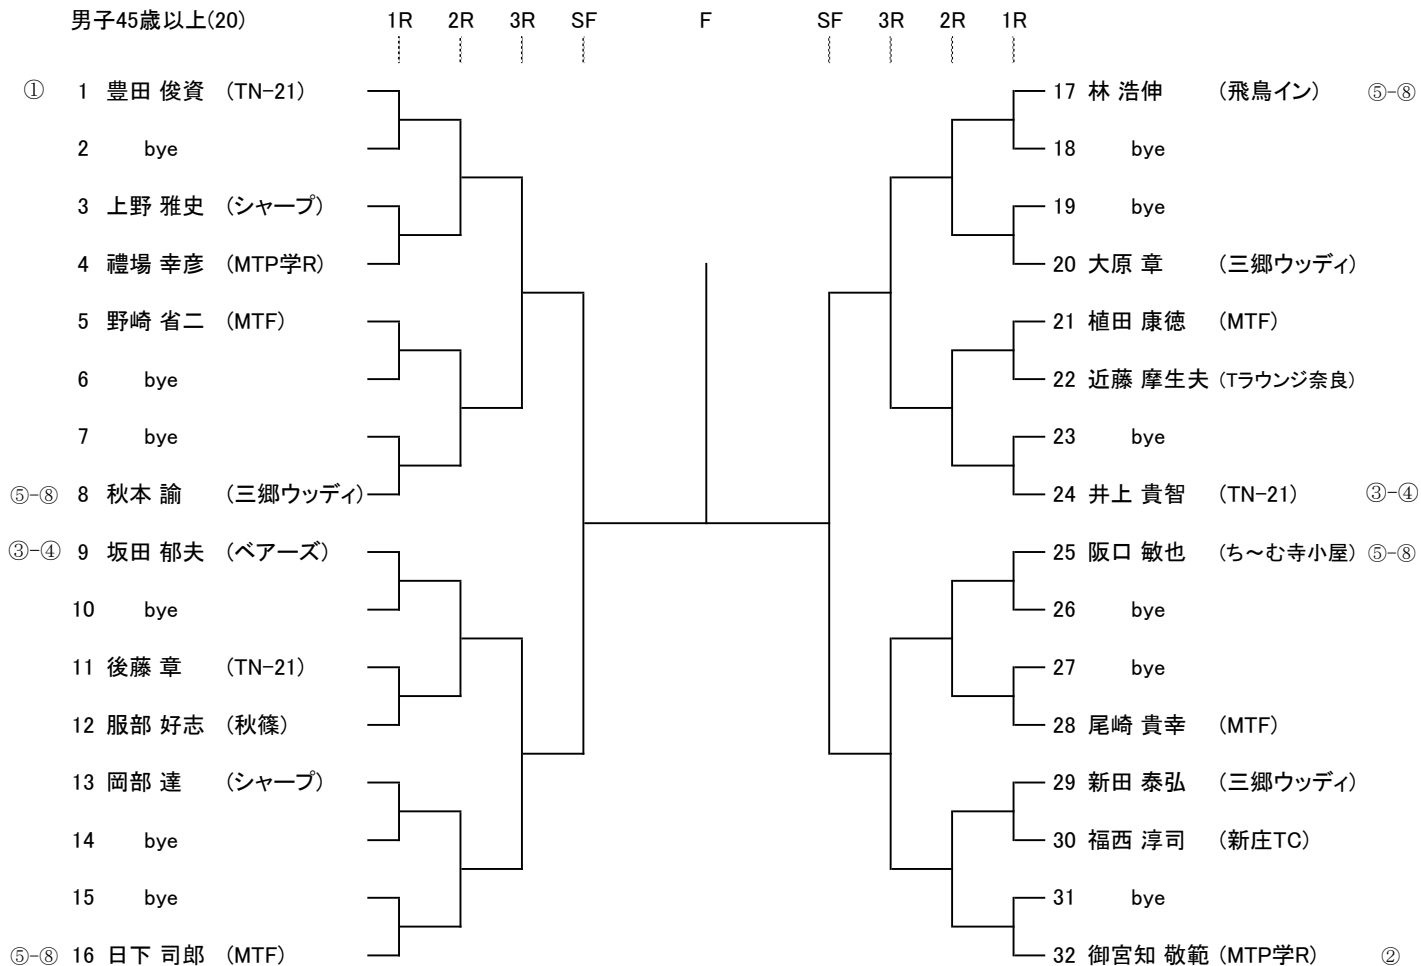 男子45歳以上(20) 1R 2R 3R SF F SF 3R 2R 1R
① 1 豊田 俊資 (TN-21)
2 bye
3 上野 雅史 (シャープ)
4 禮場 幸彦 (MTP学R)
5 野崎 省二 (MTF)
6 bye
7 bye
⑤-⑧ 8 秋本 諭 (三郷ウッディ)
③-④ 9 坂田 郁夫 (ベアーズ)
10 bye
11 後藤 章 (TN-21)
12 服部 好志 (秋篠)
13 岡部 達 (シャープ)
14 bye
15 bye
⑤-⑧ 16 日下 司郎 (MTF)
17 林 浩伸 (飛鳥イン) ⑤-⑧
18 bye
19 bye
20 大原 章 (三郷ウッディ)
21 植田 康徳 (MTF)
22 近藤 摩生夫 (Tラウンジ奈良)
23 bye
24 井上 貴智 (TN-21) ③-④
25 阪口 敏也 (ち～む寺小屋) ⑤-⑧
26 bye
27 bye
28 尾崎 貴幸 (MTF)
29 新田 泰弘 (三郷ウッディ)
30 福西 淳司 (新庄TC)
31 bye
32 御宮知 敬範 (MTP学R) ②